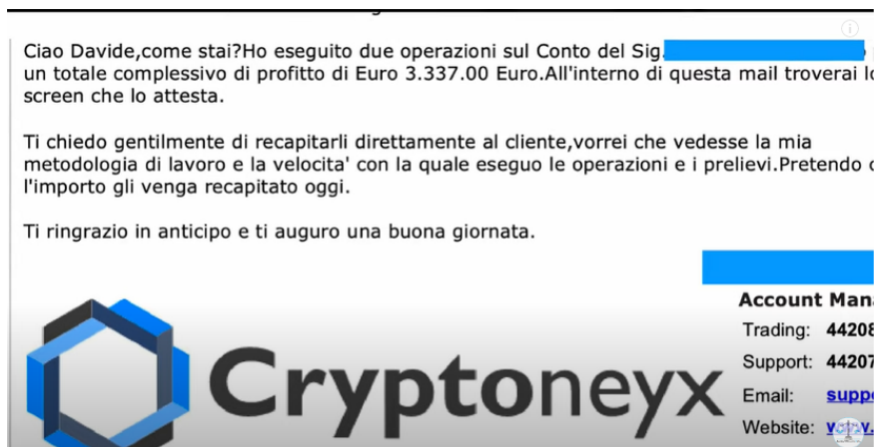 Ciao Davide,come stai?Ho eseguito due operazioni sul Conto del Sig.
un totale complessivo di profitto di Euro 3.337.00 Euro.All'interno di questa mail troverai
screen che lo attesta.
Ti chiedo gentilmente di recapitarli direttamente al cliente,vorrei che vedesse la mia
metodologia di lavoro e la velocita' con la quale eseguo le operazioni e i prelievi.Pretendo
l'importo gli venga recapitato oggi.
Ti ringrazio in anticipo e ti auguro una buona giornata.
Account
Trading: 44208
Support: 44207
Email:
Website:
Cryptoneyx